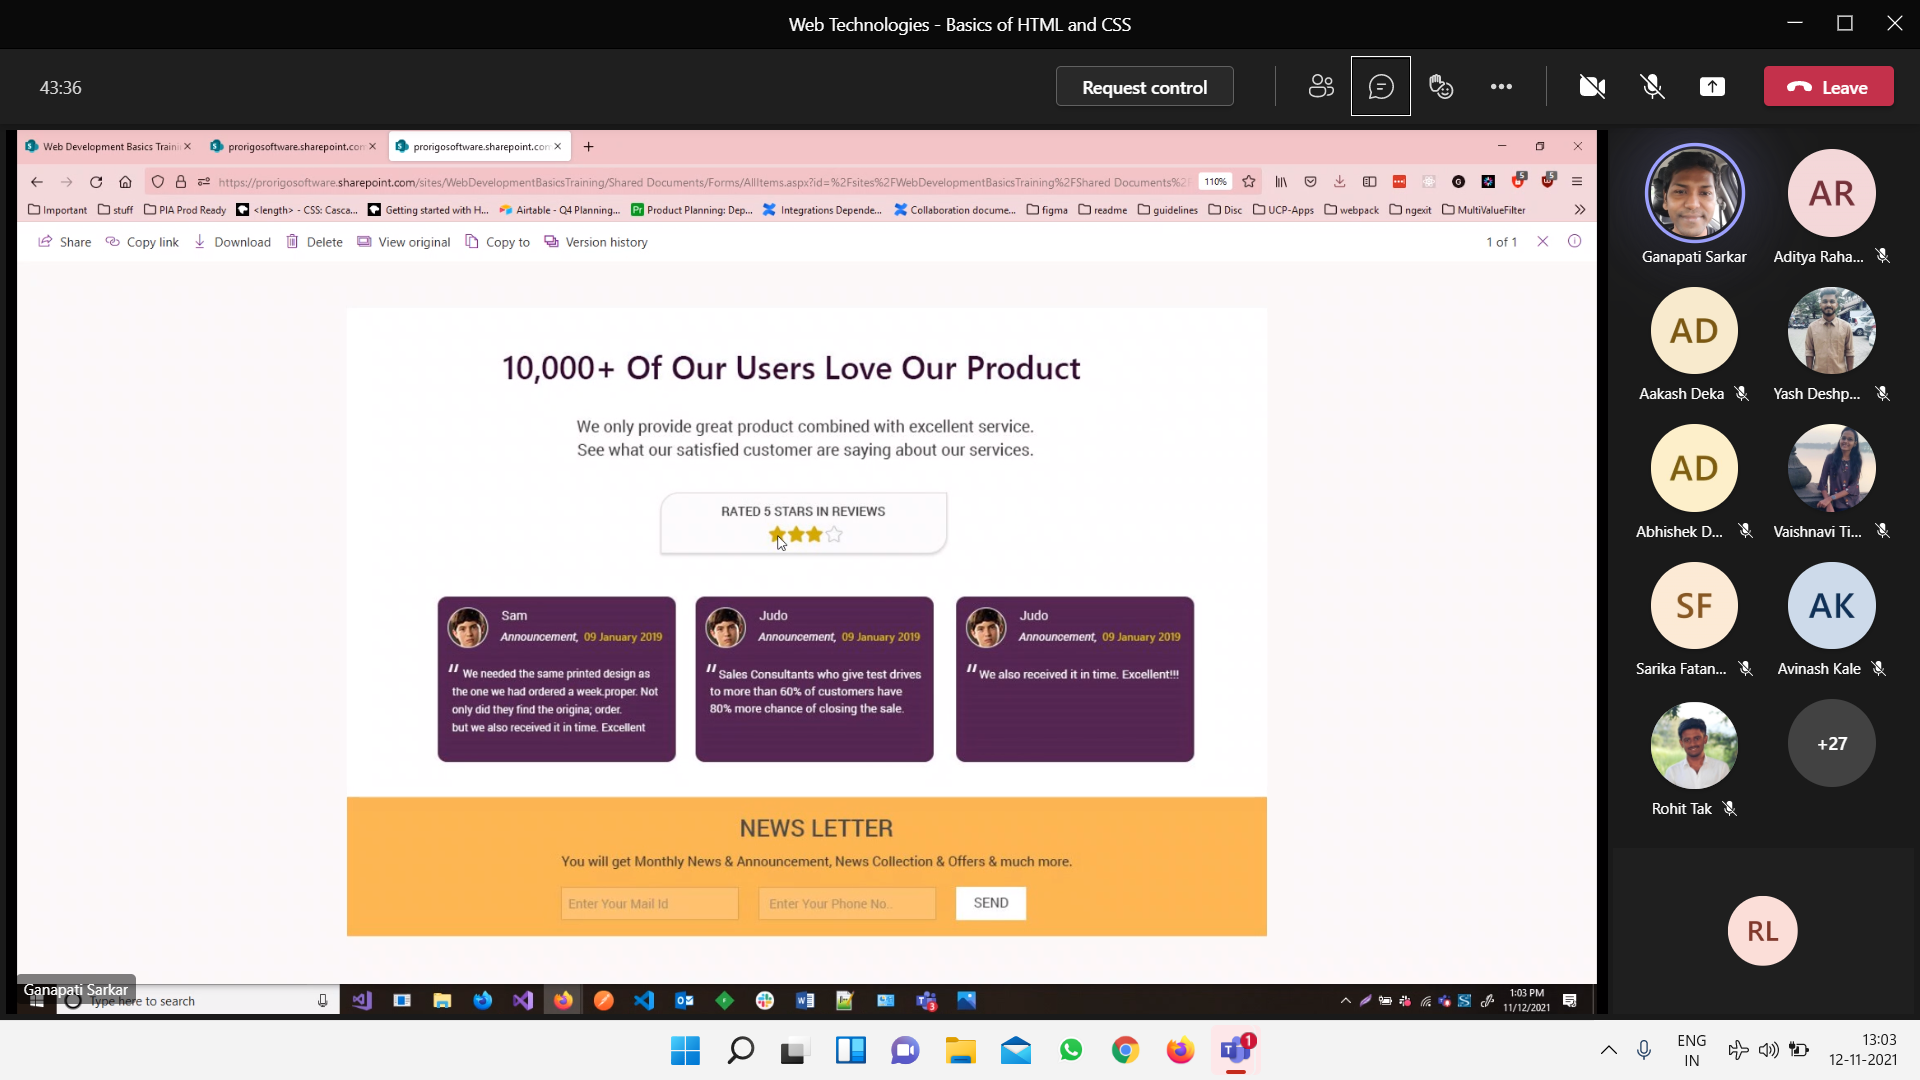 Web Technologies - Basics of HTML and CSS
43:36
Request control
Leave
Web Development Basics Traini
prorigosoftware.sharepoint.com
prorigosoftware.sharepoint.com
https://prorigosoftware.sharepoint.com/sites/WebDevelopmentBasicsTraining/Shared Documents/Forms/AllItems.aspx?id=%2Fsites%2FWebDevelopmentBasicsTraining%2FShared Documents%2
110%
5
5
Important
stuff
PIA Prod Ready
<length> - CSS: Casca...
Getting started with H...
Airtable - Q4 Planning...
Product Planning: Dep...
Integrations Depende...
Collaboration docume...
figma
readme
guidelines
Disc
UCP-Apps
webpack
ngexit
MultiValueFilter
Share
Copy link
Download
Delete
View original
Copy to
Version history
1 of 1
10,000+ Of Our Users Love Our Product
We only provide great product combined with excellent service.
See what our satisfied customer are saying about our services.
RATED 5 STARS IN REVIEWS
Sam
Announcement, 09 January 2019
“ We needed the same printed design as
the one we had ordered a week.proper. Not
only did they find the origina; order.
but we also received it in time. Excellent
Judo
Announcement, 09 January 2019
“ Sales Consultants who give test drives
to more than 60% of customers have
80% more chance of closing the sale.
Judo
Announcement, 09 January 2019
“ We also received it in time. Excellent!!!
NEWS LETTER
You will get Monthly News & Announcement, News Collection & Offers & much more.
Enter Your Mail Id
Enter Your Phone No..
SEND
Ganapati Sarkar
Type here to search
3
1:03 PM
11/12/2021
Ganapati Sarkar
AR
Aditya Raha...
AD
Aakash Deka
Yash Deshp...
AD
Abhishek D...
Vaishnavi Ti...
SF
Sarika Fatan...
AK
Avinash Kale
Rohit Tak
+27
RL
1
ENG
IN
13:03
12-11-2021